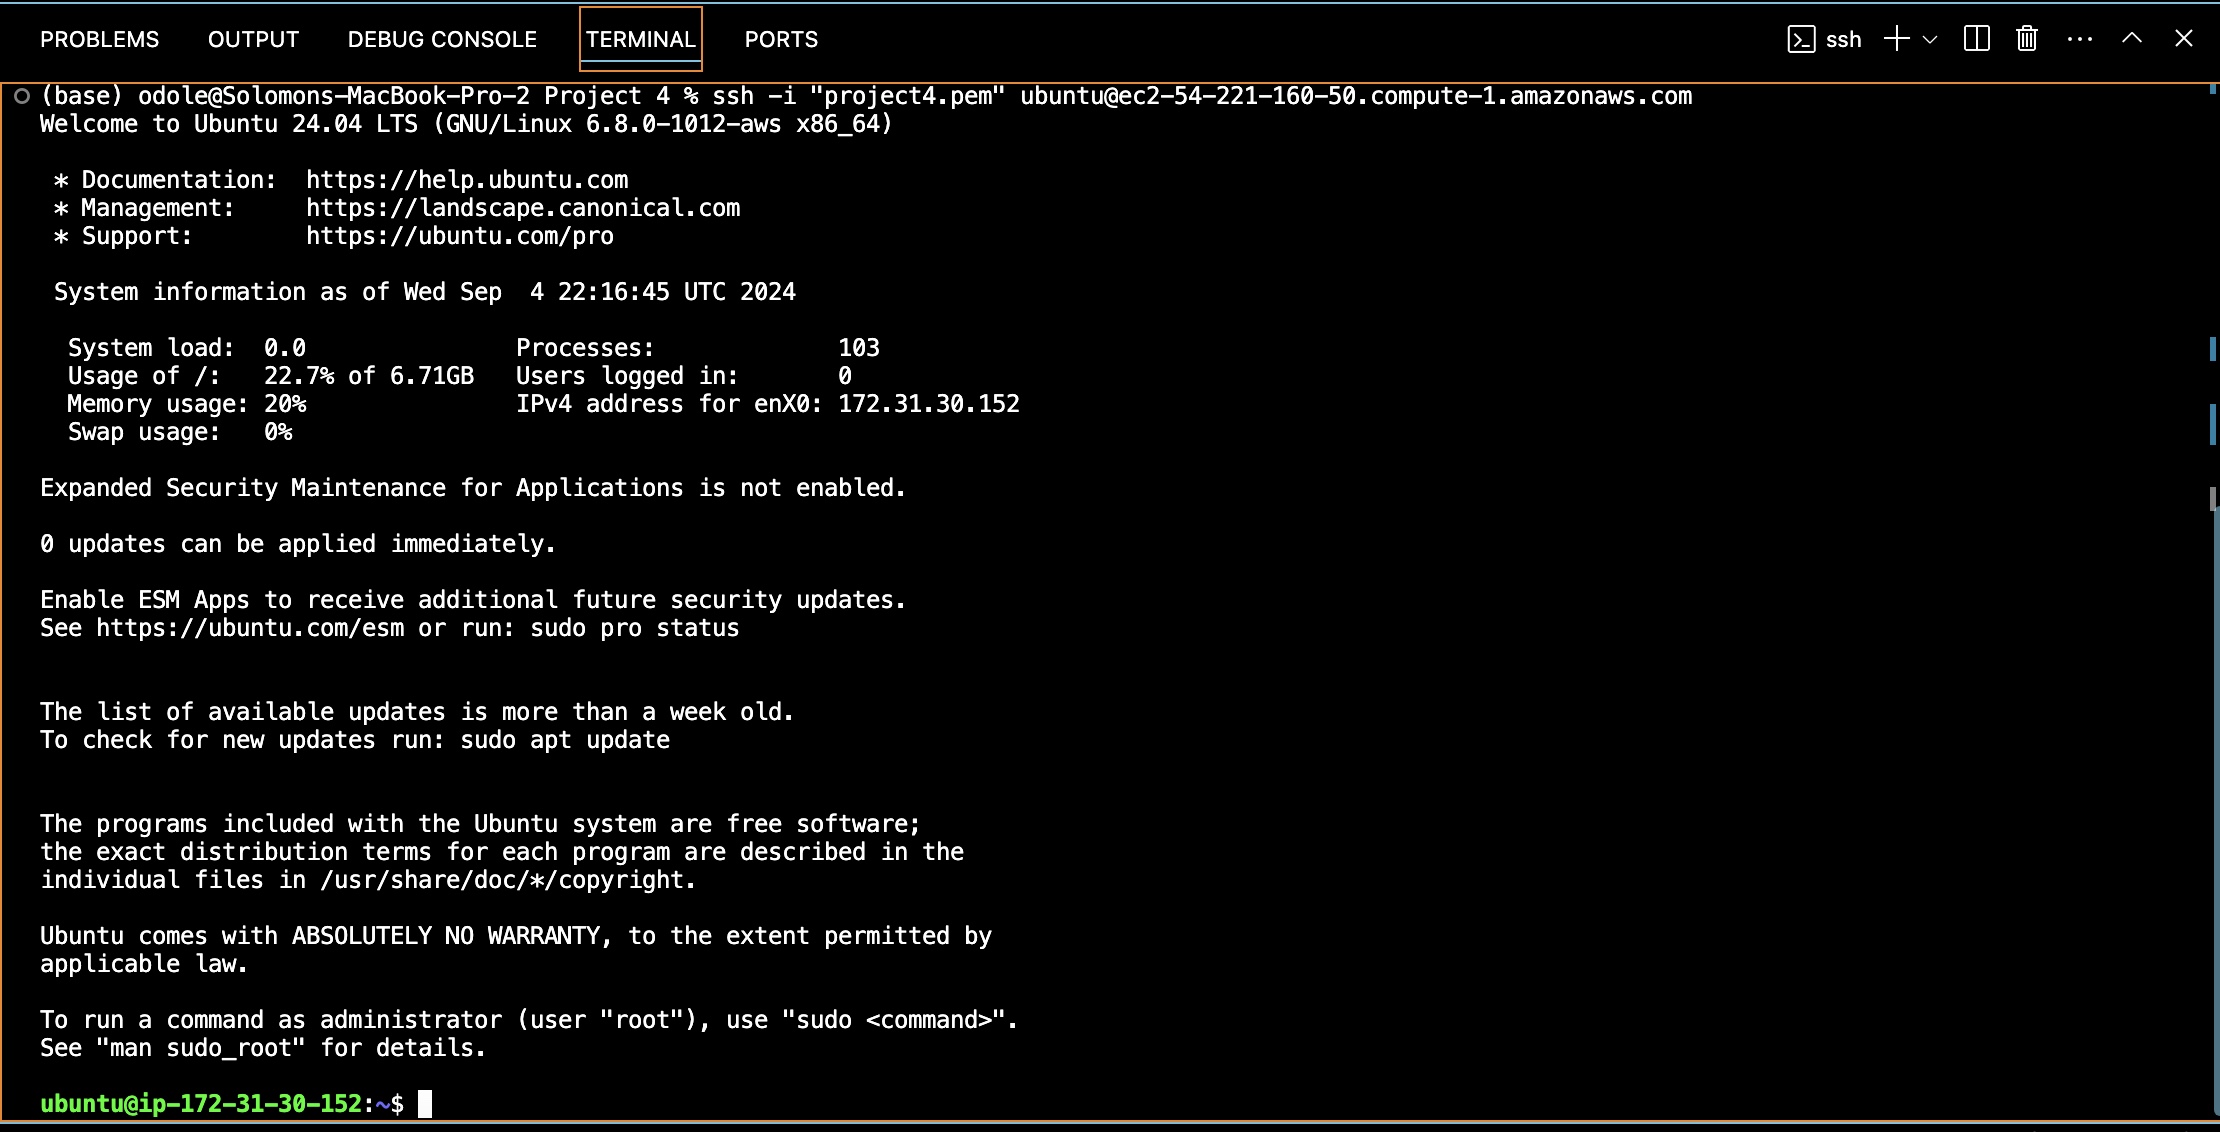 PROBLEMS OUTPUT DEBUG CONSOLE TERMINAL PORTS ssh
(base) odole@Solomons-MacBook-Pro-2 Project 4 % ssh -i "project4.pem" ubuntu@ec2-54-221-160-50.compute-1.amazonaws.com
Welcome to Ubuntu 24.04 LTS (GNU/Linux 6.8.0-1012-aws x86_64)
* Documentation: https://help.ubuntu.com
* Management: https://landscape.canonical.com
* Support: https://ubuntu.com/pro
System information as of Wed Sep 4 22:16:45 UTC 2024
System load: 0.0 Processes: 103
Usage of /: 22.7% of 6.71GB Users logged in: 0
Memory usage: 20% IPv4 address for enX0: 172.31.30.152
Swap usage: 0%
Expanded Security Maintenance for Applications is not enabled.
0 updates can be applied immediately.
Enable ESM Apps to receive additional future security updates.
See https://ubuntu.com/esm or run: sudo pro status
The list of available updates is more than a week old.
To check for new updates run: sudo apt update
The programs included with the Ubuntu system are free software;
the exact distribution terms for each program are described in the
individual files in /usr/share/doc/*/copyright.
Ubuntu comes with ABSOLUTELY NO WARRANTY, to the extent permitted by
applicable law.
To run a command as administrator (user "root"), use "sudo <command>".
See "man sudo_root" for details.
ubuntu@ip-172-31-30-152:~$